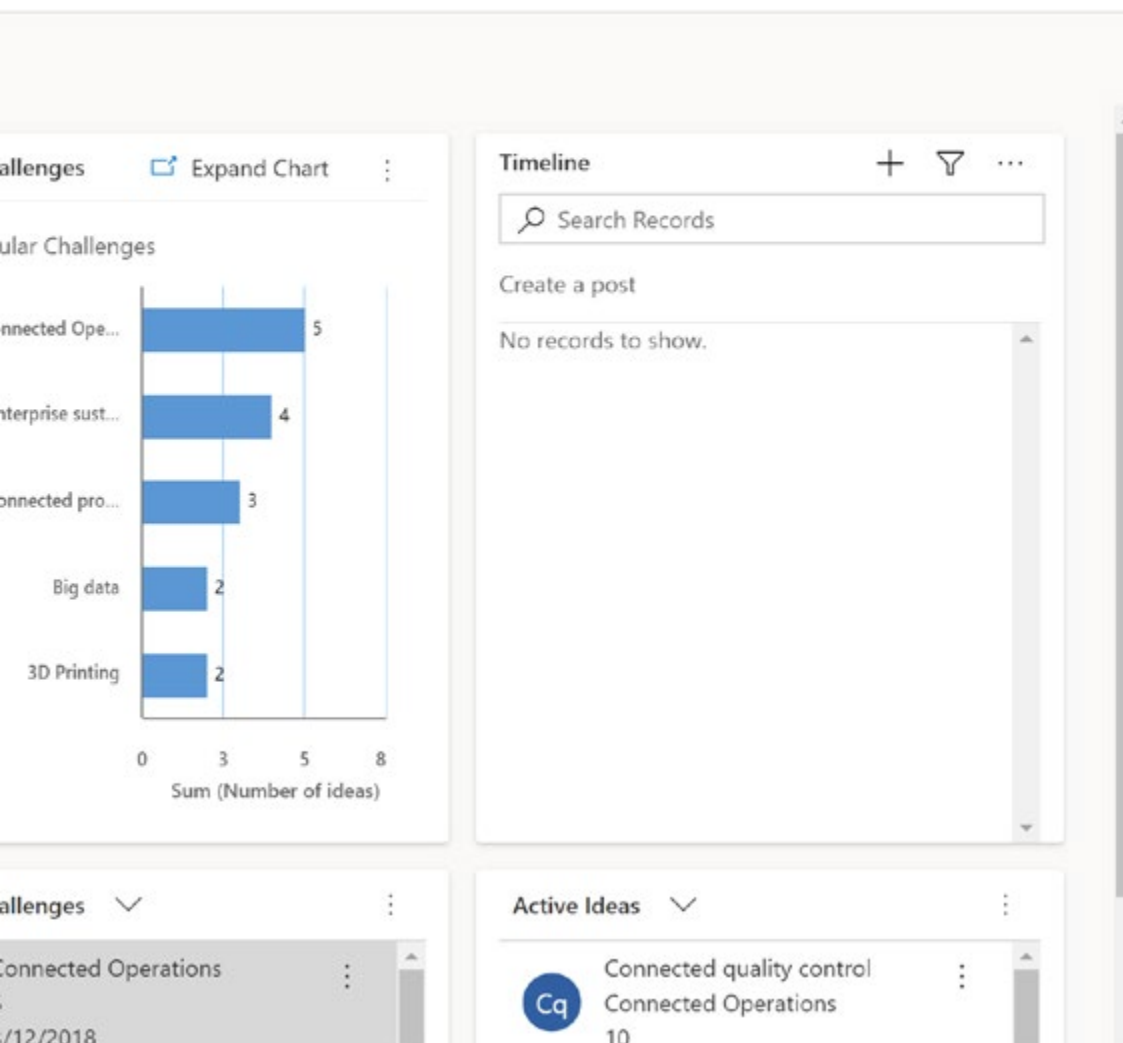 allenges
Expand Chart
ular Challenges
nnected Ope...
5
nterprise sust...
4
onnected pro...
3
Big data
2
3D Printing
2
0 3 5 8
Sum (Number of ideas)
Timeline
Search Records
Create a post
No records to show.
allenges
Connected Operations
/12/2018
Active Ideas
Cq
Connected quality control
Connected Operations
10